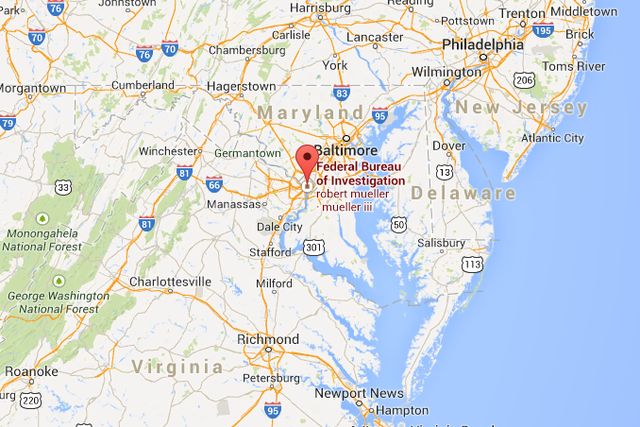 Johnstown
Harrisburg
Trenton
Middletown
76
70
76
70
Carlisle
Lancaster
Pottstown
195
Philadelphia
Brick
Chambersburg
York
Toms River
Wilmington
206
Morgantown
Cumberland
Hagerstown
83
79
Maryland
95
New Jersey
Atlantic City
Winchester
81
Germantown
Baltimore
Dover
13
Federal Bureau
of Investigation
robert mueller
mueller iii
66
33
Manassas
Delaware
Monongahela
National Forest
81
Dale City
50
Stafford
301
Salisbury
113
George Washington
National Forest
Charlottesville
Milford
Richmond
Virginia
Roanoke
Petersburg
220
95
Newport News
Hampton